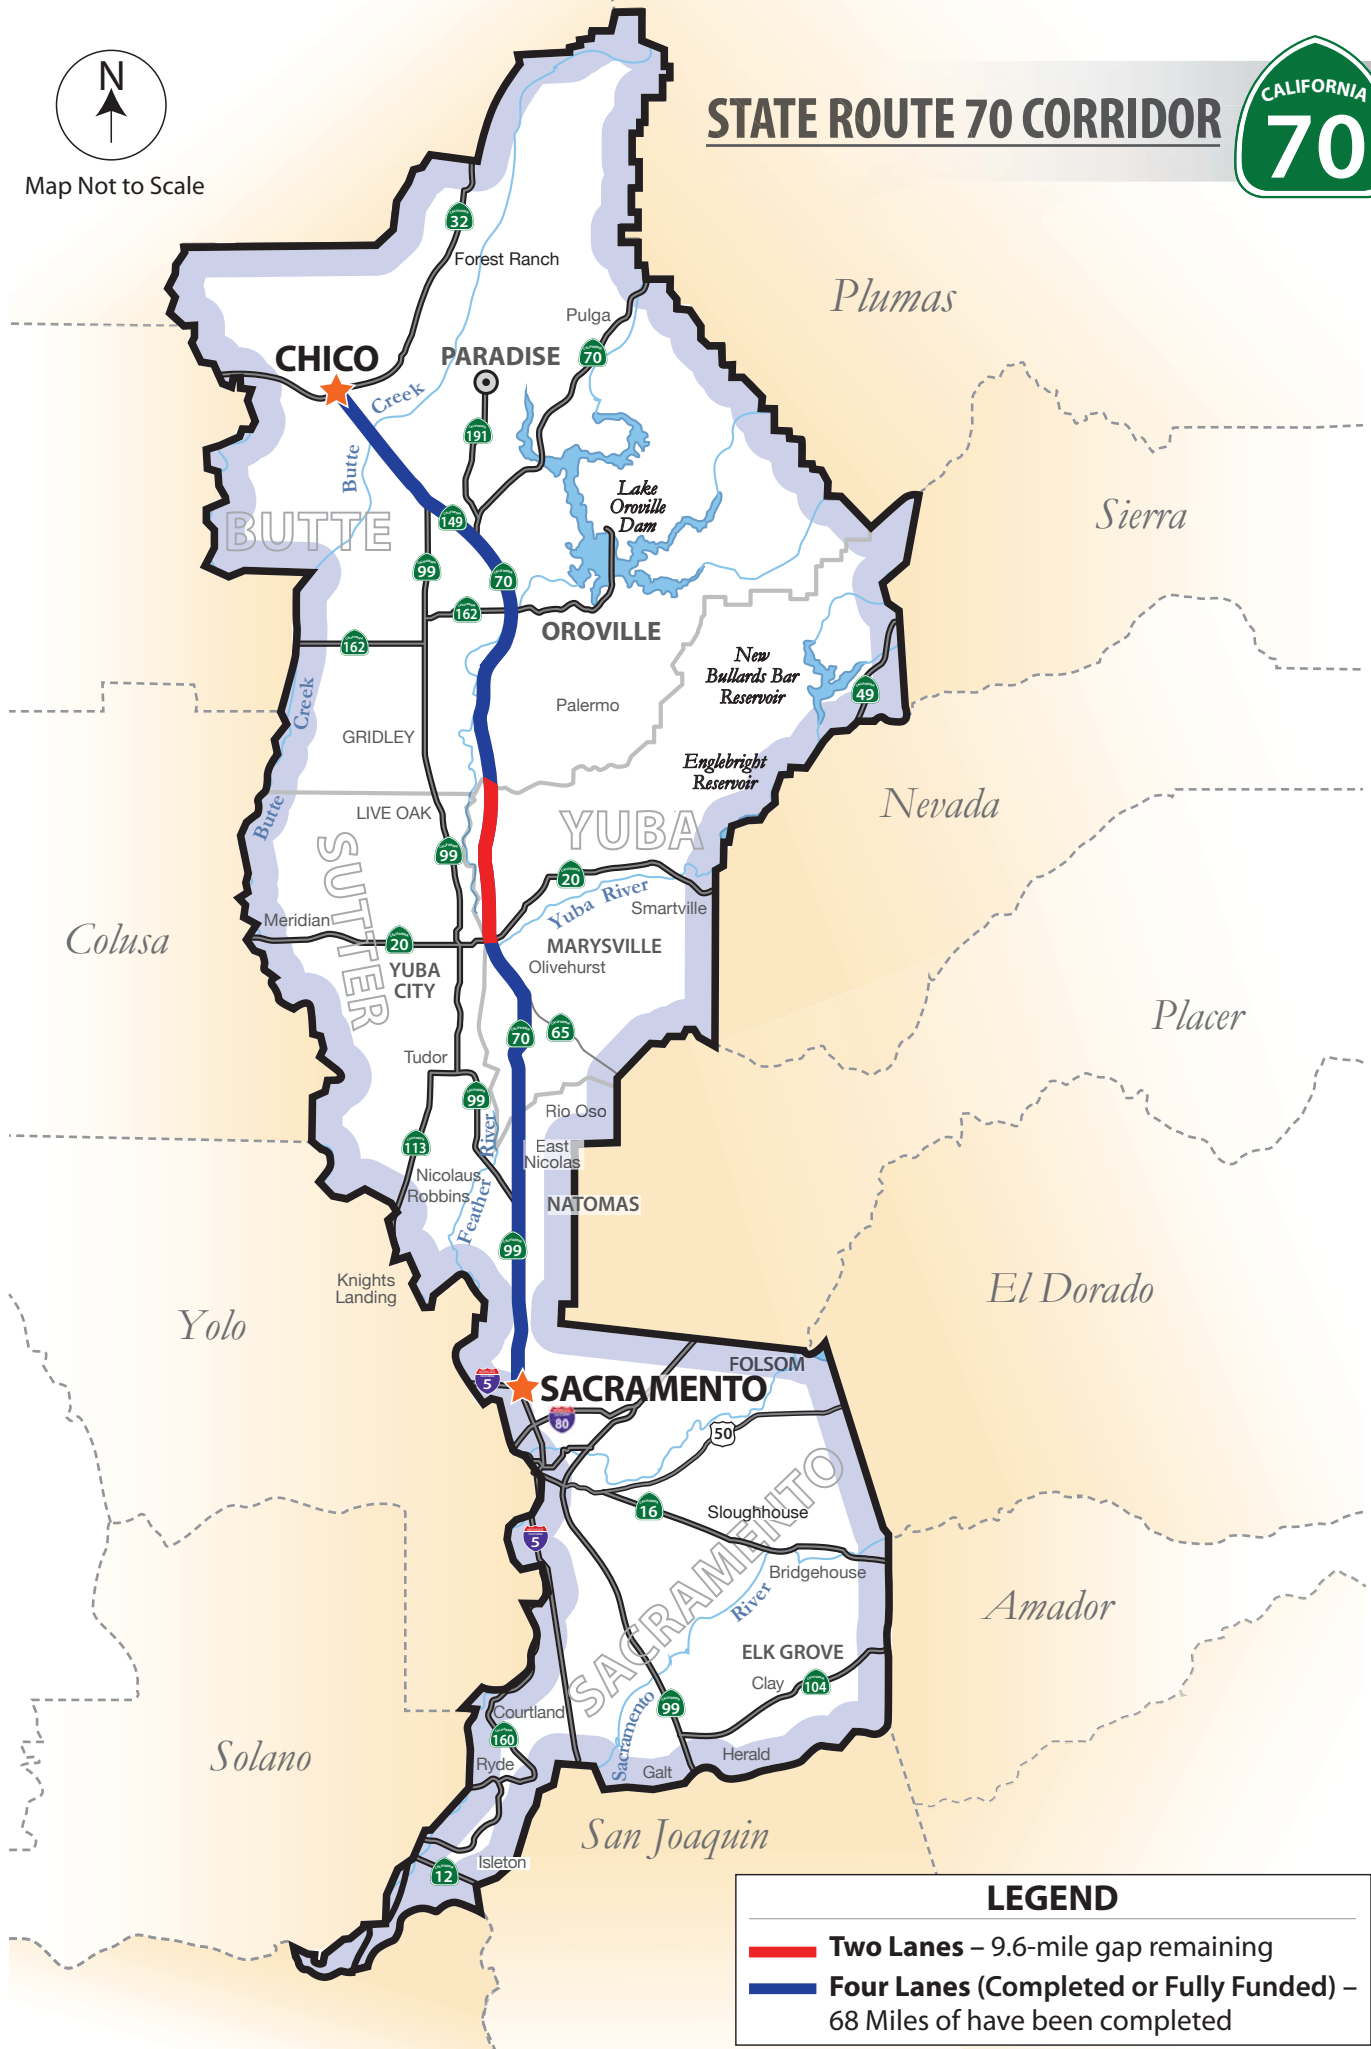 N
Map Not to Scale
STATE ROUTE 70 CORRIDOR
CALIFORNIA
70
32
Forest Ranch
Plumas
Pulga
CHICO
PARADISE
70
Creek
191
Butte
Lake
Oroville
Dam
Sierra
BUTTE
149
99
70
162
OROVILLE
162
New
Bullards Bar
Reservoir
49
Creek
Palermo
GRIDLEY
Englebright
Reservoir
Nevada
Butte
LIVE OAK
YUBA
SUTTER
99
20
Yuba River
Smartville
Meridian
Colusa
20
MARYSVILLE
Olivehurst
YUBA
CITY
Placer
70
65
Tudor
99
Rio Oso
River
113
East
Nicolas
Nicolaus
Robbins
Feather
NATOMAS
99
Knights
Landing
El Dorado
Yolo
FOLSOM
5
SACRAMENTO
80
50
16
Sloughhouse
5
SACRAMENTO
Bridgehouse
River
Amador
ELK GROVE
Clay
104
Sacramento
99
Courtland
160
Solano
Ryde
Herald
Galt
San Joaquin
Isleton
12
LEGEND
Two Lanes – 9.6-mile gap remaining
Four Lanes (Completed or Fully Funded) –
68 Miles of have been completed